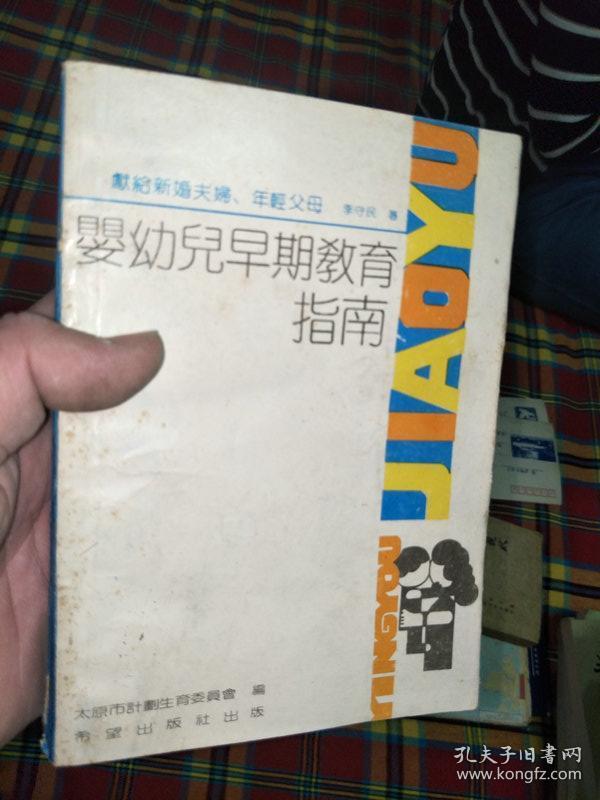 獻給新婚夫婦、年輕父母 李守民 著
嬰幼兒早期教育
指南
JIAOYU
YINGYOU
太原市計劃生育委員會 編
希望出版社出版
孔夫子旧书网
www.kongfz.com